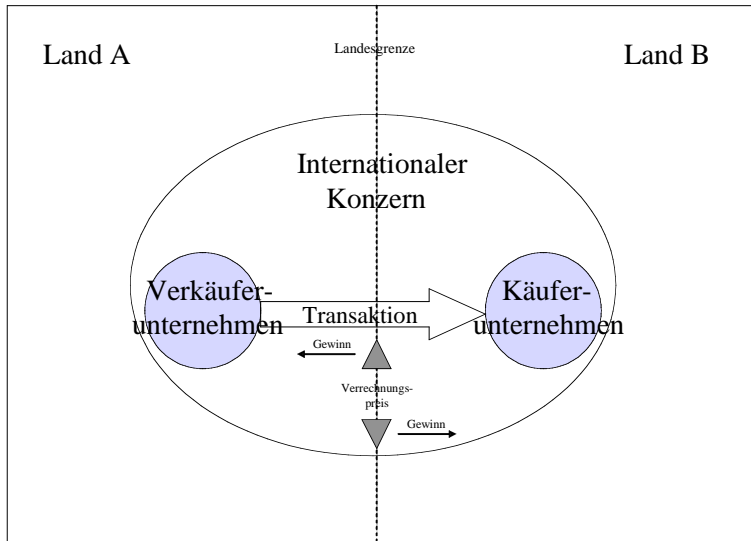 Land A
Landesgrenze
Land B
Internationaler
Konzern
Verkäufer-
unternehmen
Transaktion
Käufer-
unternehmen
Gewinn
Verrechnungs-
preis
Gewinn